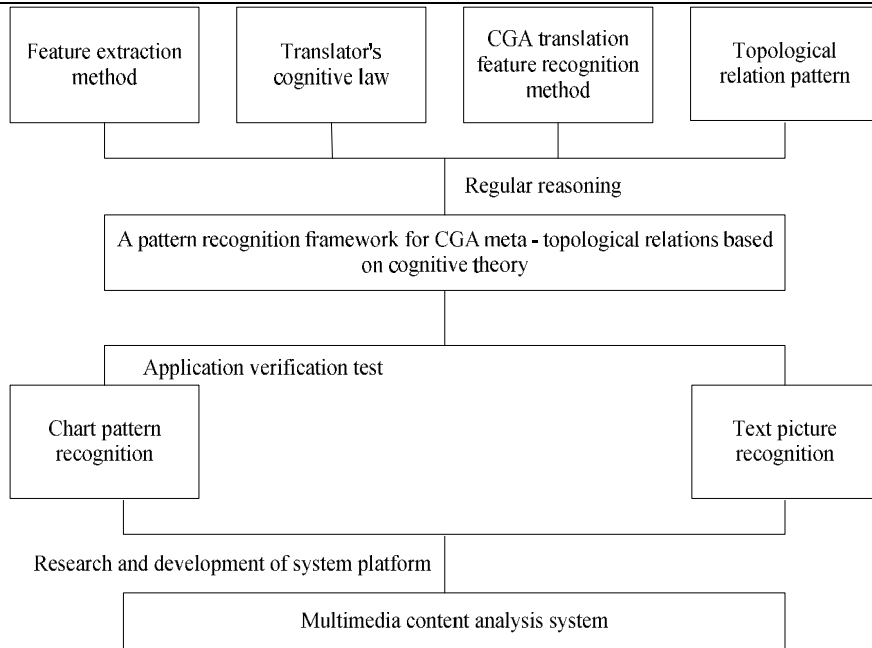 Feature extraction
method
Translator's
cognitive law
CGA translation
feature recognition
method
Topological
relation pattern
Regular reasoning
A pattern recognition framework for CGA meta - topological relations based
on cognitive theory
Application verification test
Chart pattern
recognition
Text picture
recognition
Research and development of system platform
Multimedia content analysis system